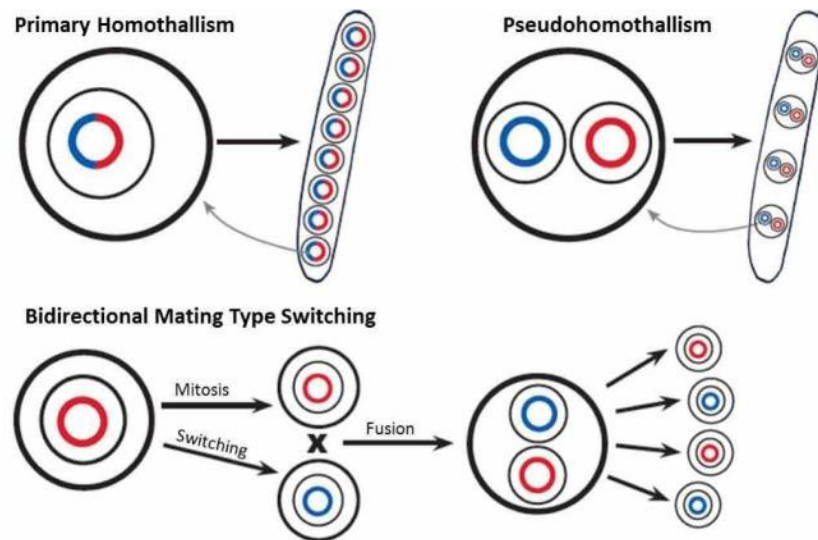 Primary Homothallism
Pseudohomothallism
Bidirectional Mating Type Switching
Mitosis
Switching
X
Fusion